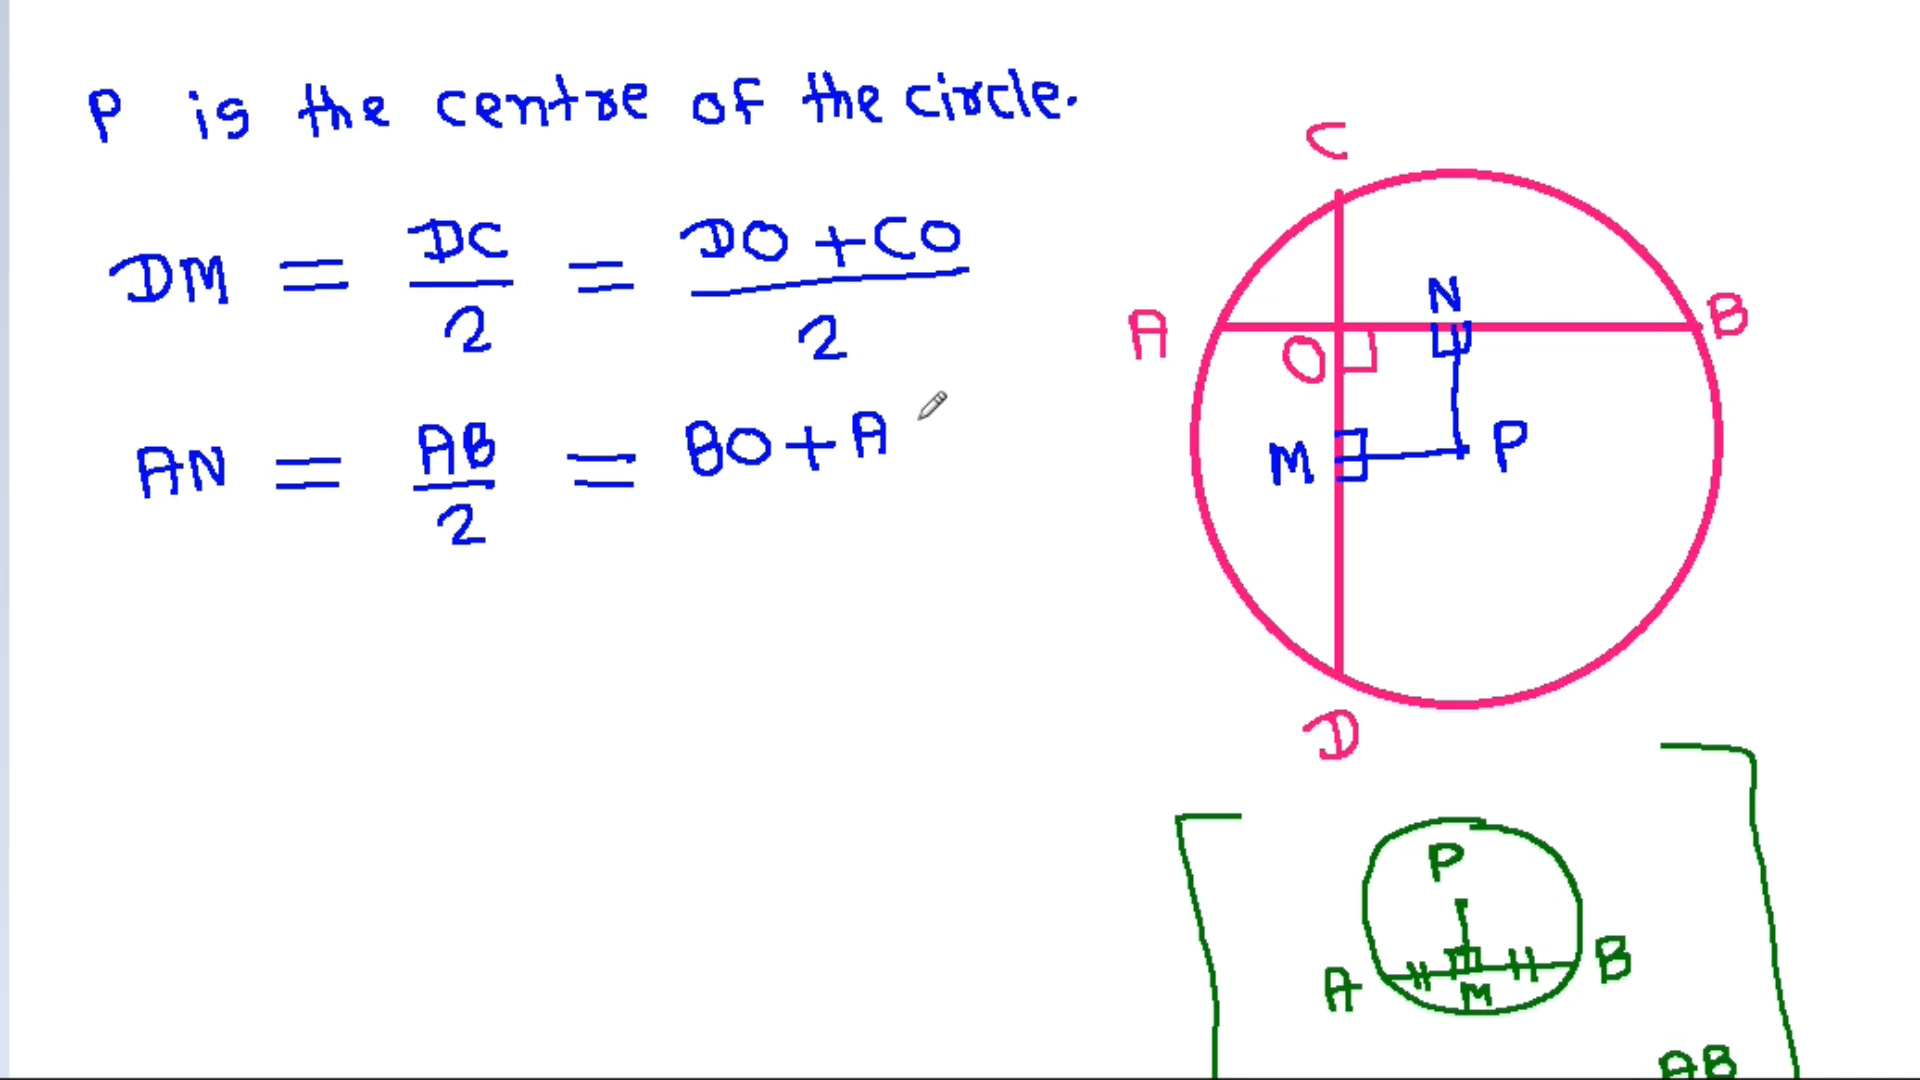 P is the centre of the circle.
DM = DC/2 = DO + CO/2
AN = AB/2 = BO + A
C
A
B
N
O
M
P
D
P
A
B
M
AB